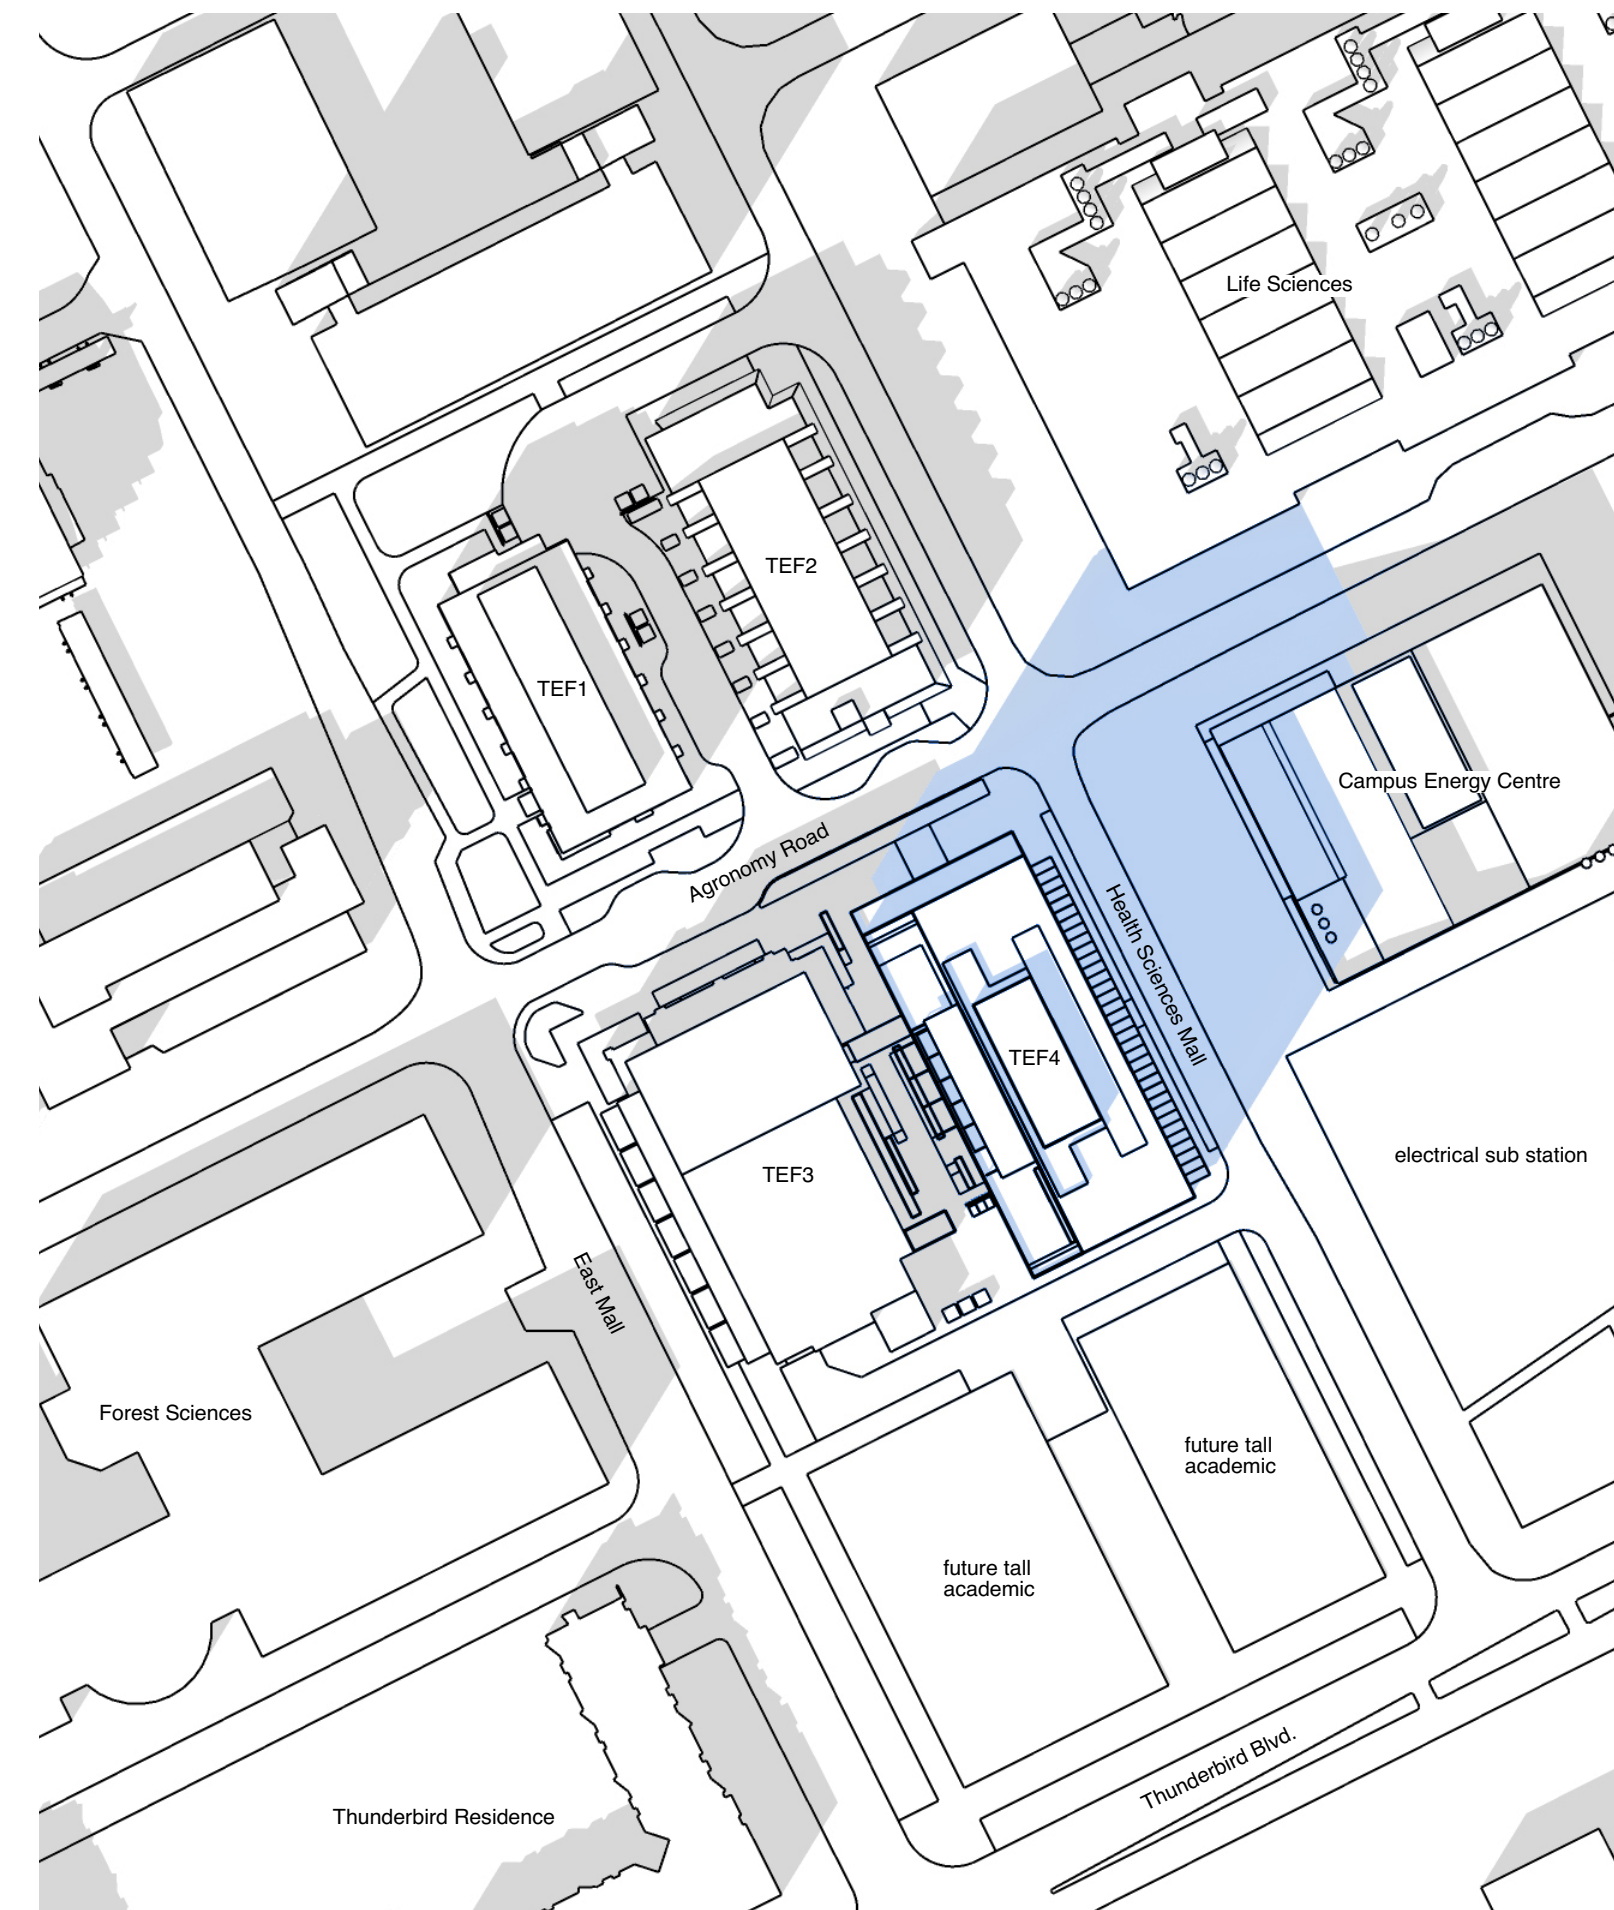 Life Sciences
TEF2
TEF1
Campus Energy Centre
Agronomy Road
Health Sciences Mall
TEF4
electrical sub station
TEF3
East Mall
Forest Sciences
future tall
academic
future tall
academic
Thunderbird Blvd.
Thunderbird Residence